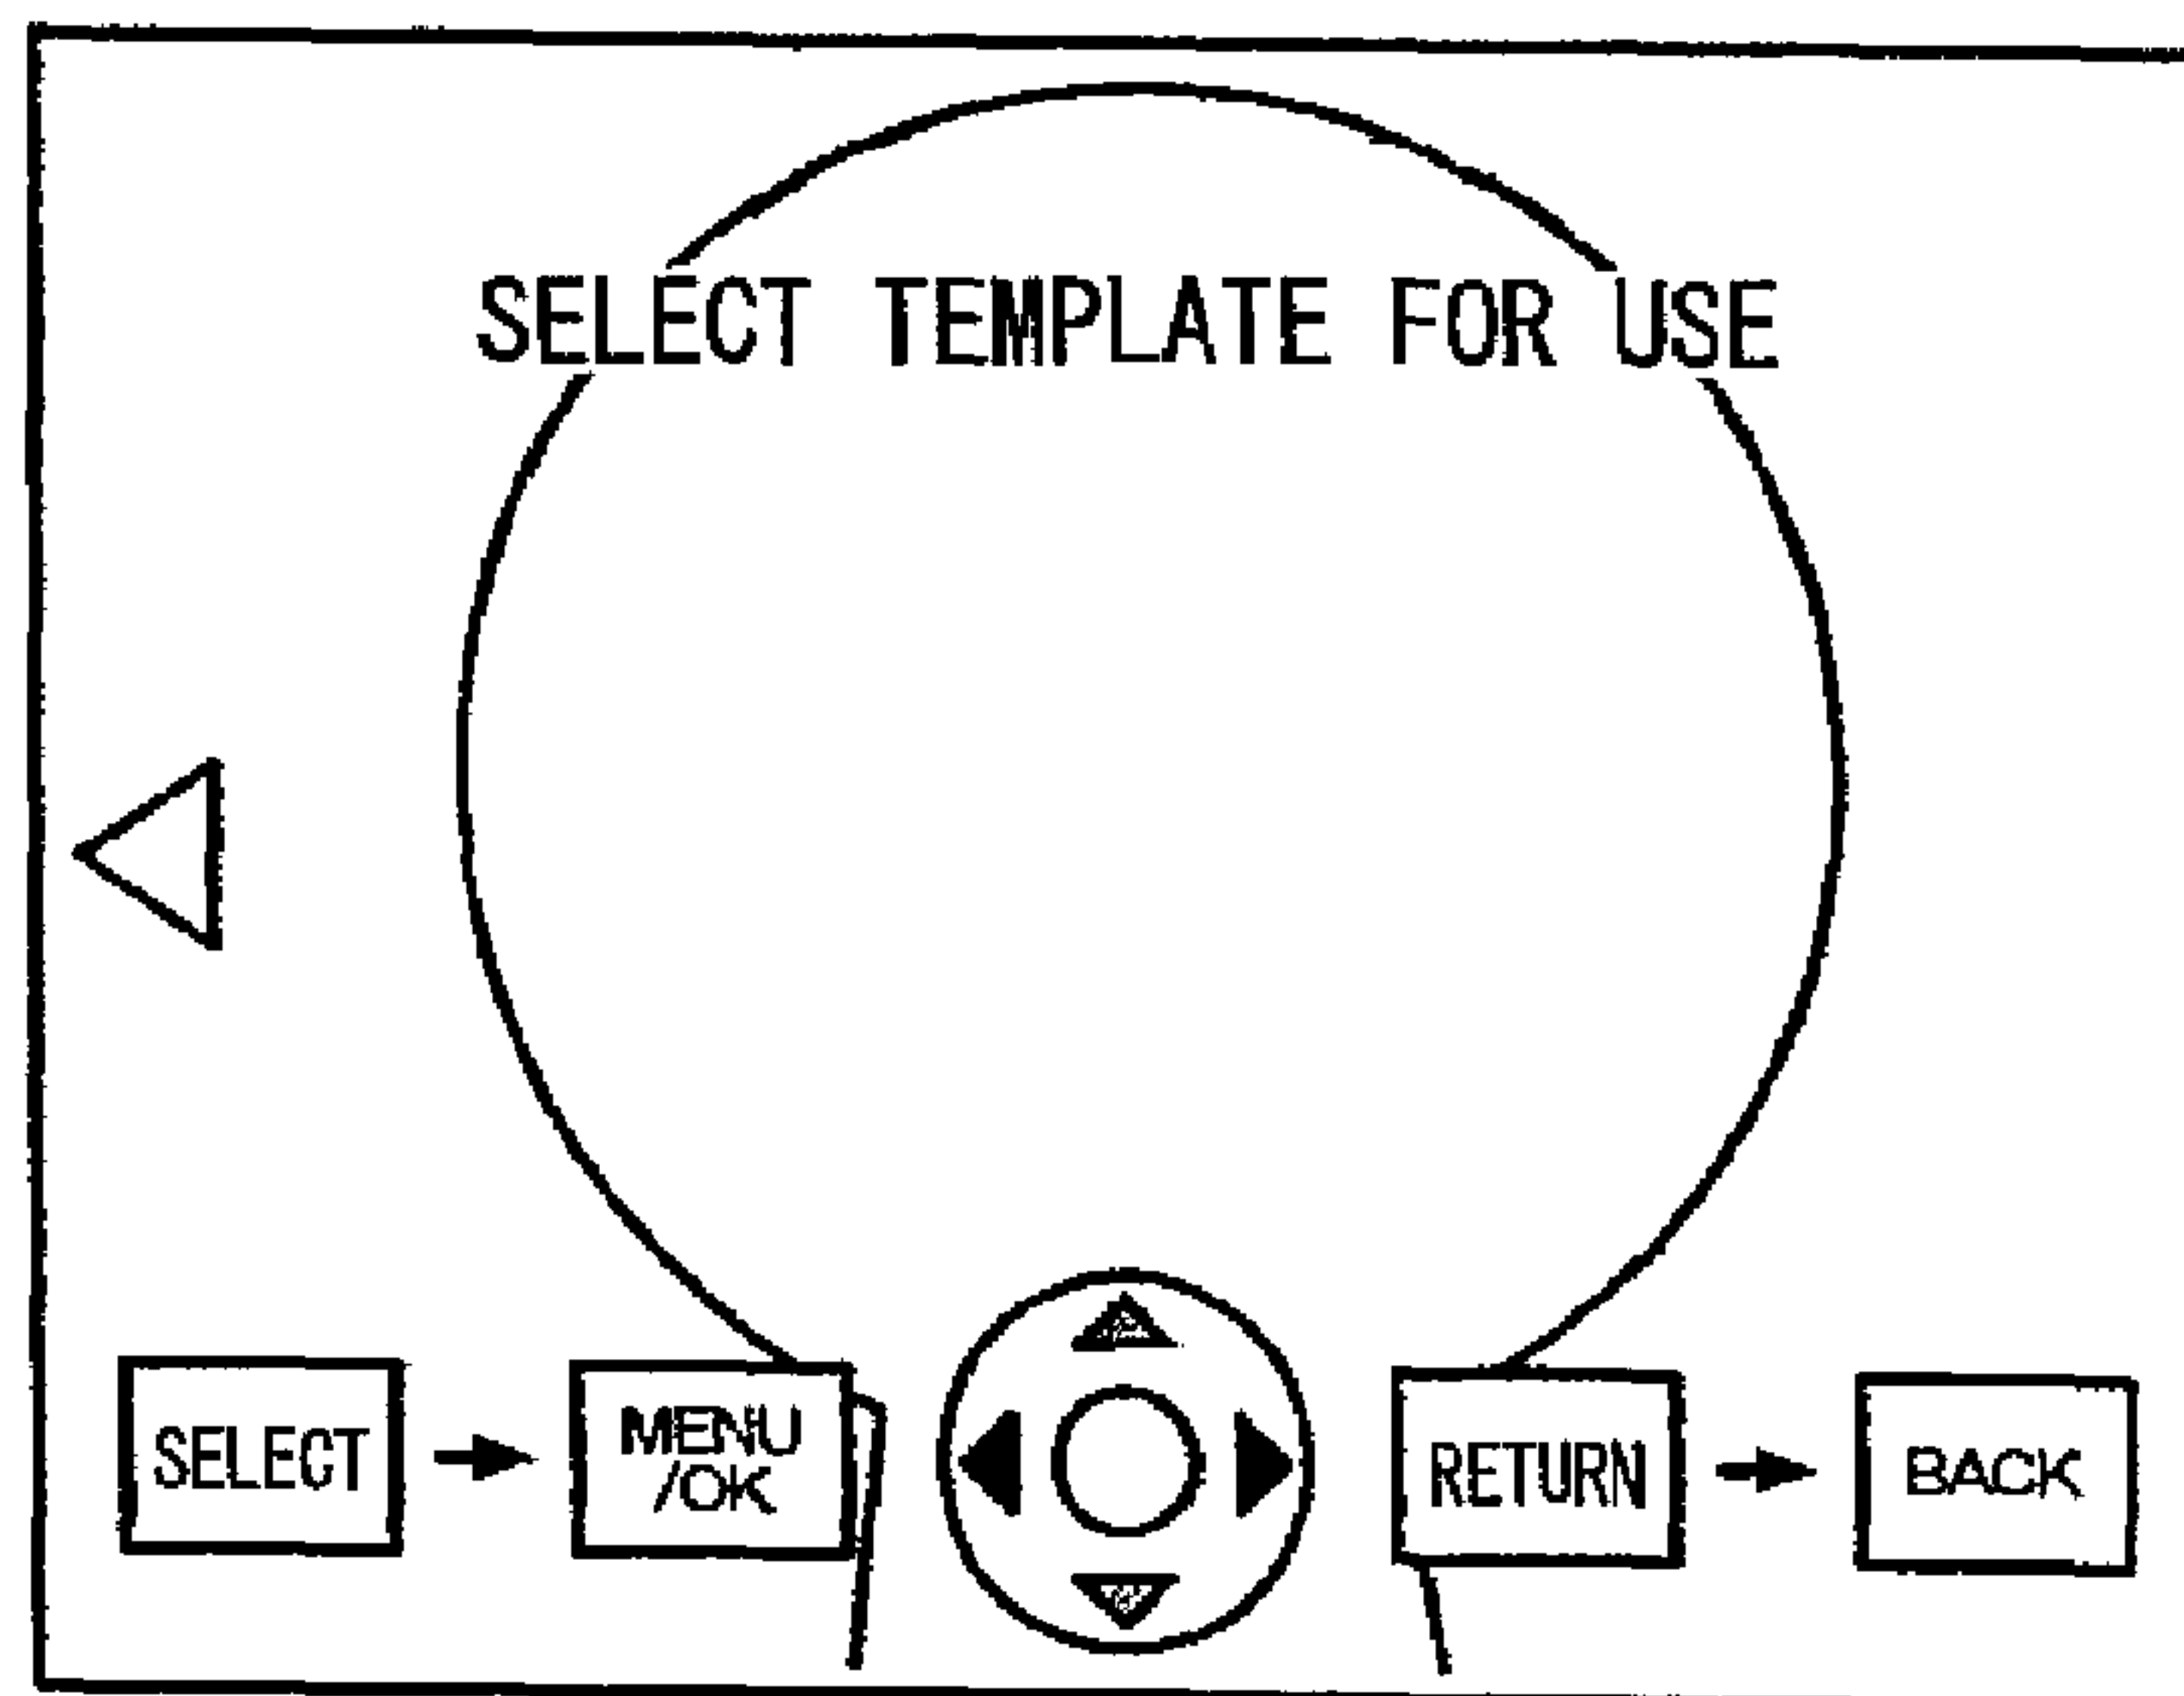 SELECT TEMPLATE FOR USE
SELECT
MENU
/OK
RETURN
BACK